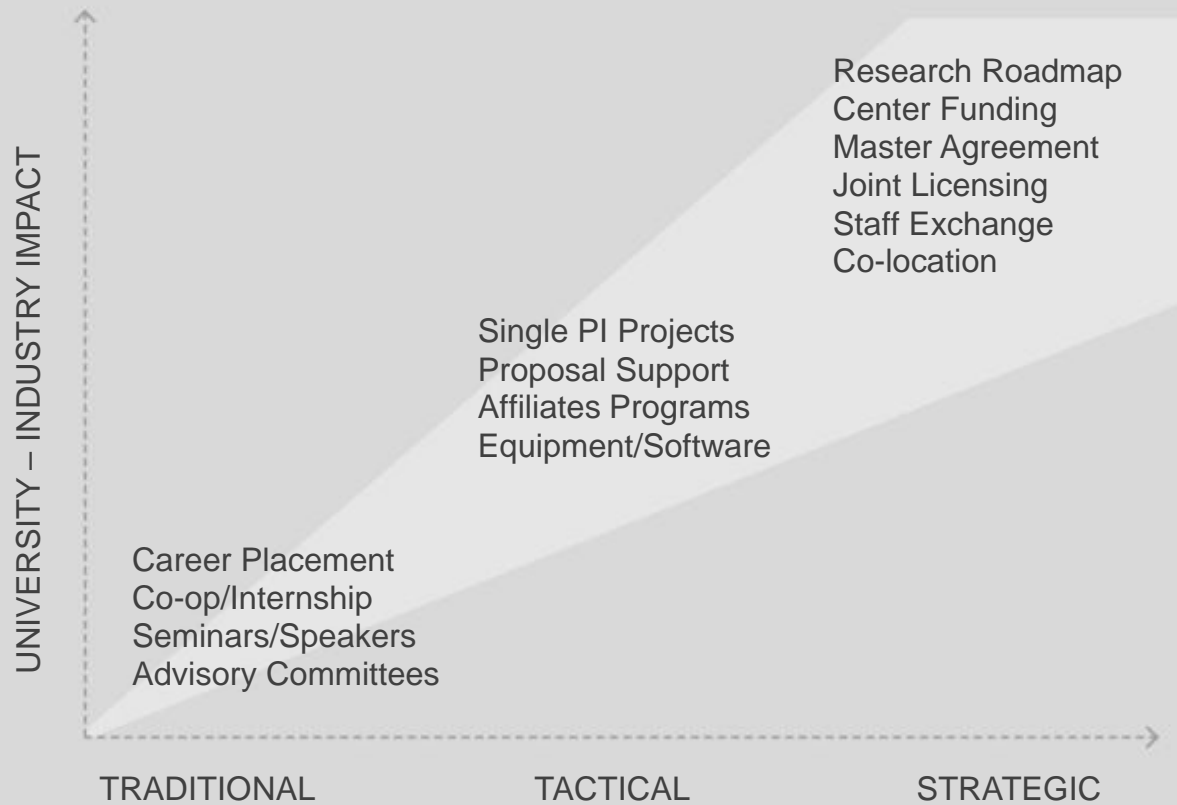 UNIVERSITY – INDUSTRY IMPACT
Research Roadmap
Center Funding
Master Agreement
Joint Licensing
Staff Exchange
Co-location
Single PI Projects
Proposal Support
Affiliates Programs
Equipment/Software
Career Placement
Co-op/Internship
Seminars/Speakers
Advisory Committees
TRADITIONAL
TACTICAL
STRATEGIC